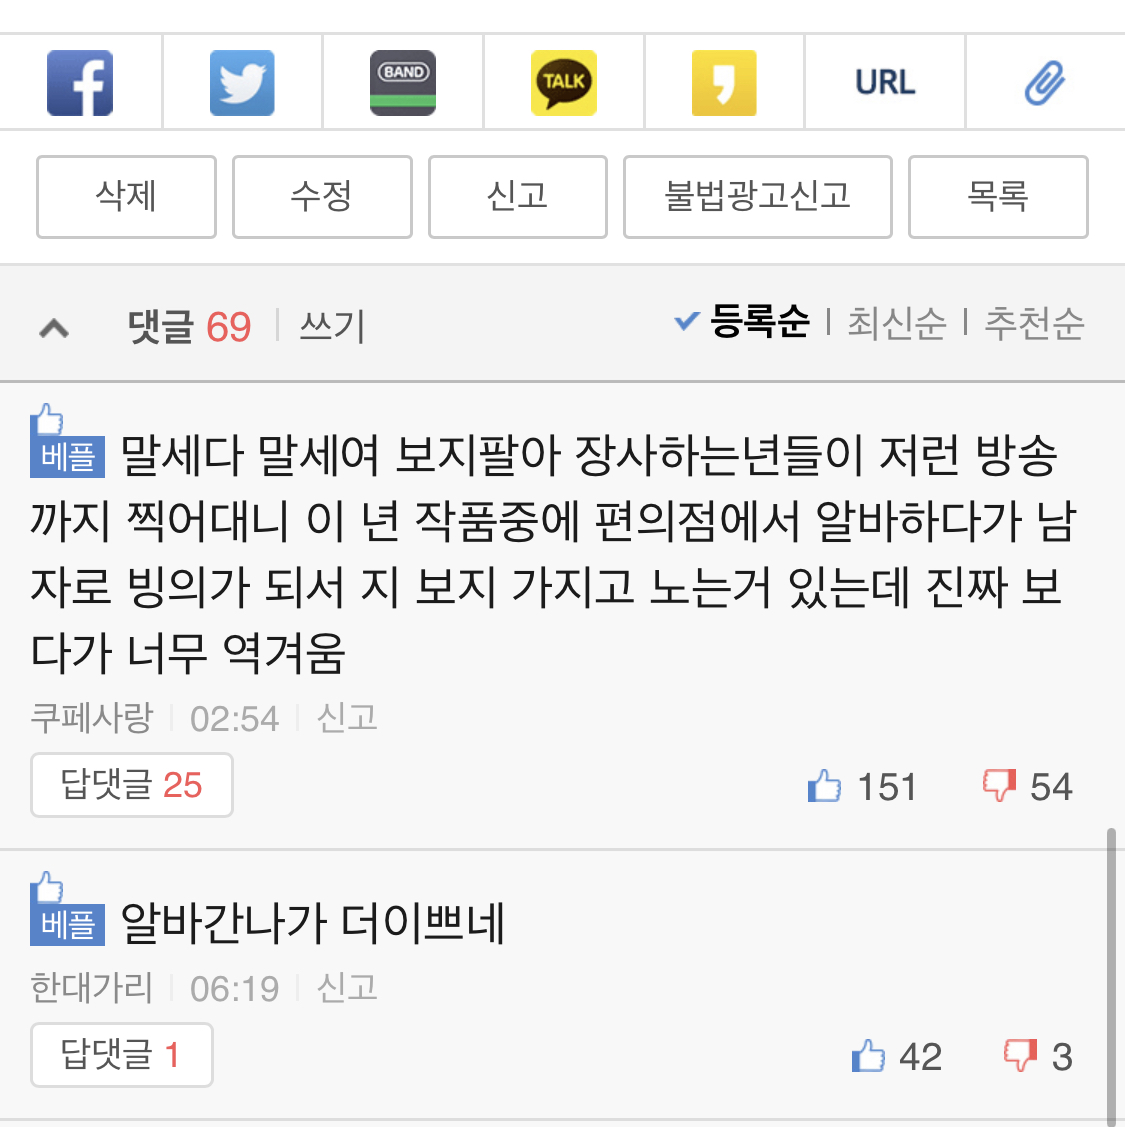 BAND
TALK
URL
삭제 수정 신고 불법광고신고 목록
댓글 69 쓰기 등록순 최신순 추천순
베플 말세다 말세여 보지팔아 장사하는년들이 저런 방송
까지 찍어대니 이 년 작품중에 편의점에서 알바하다가 남
자로 빙의가 되서 지 보지 가지고 노는거 있는데 진짜 보
다가 너무 역겨움
쿠페사랑 02:54 신고
답댓글 25 151 54
베플 알바간나가 더이쁘네
한대가리 06:19 신고
답댓글 1 42 3